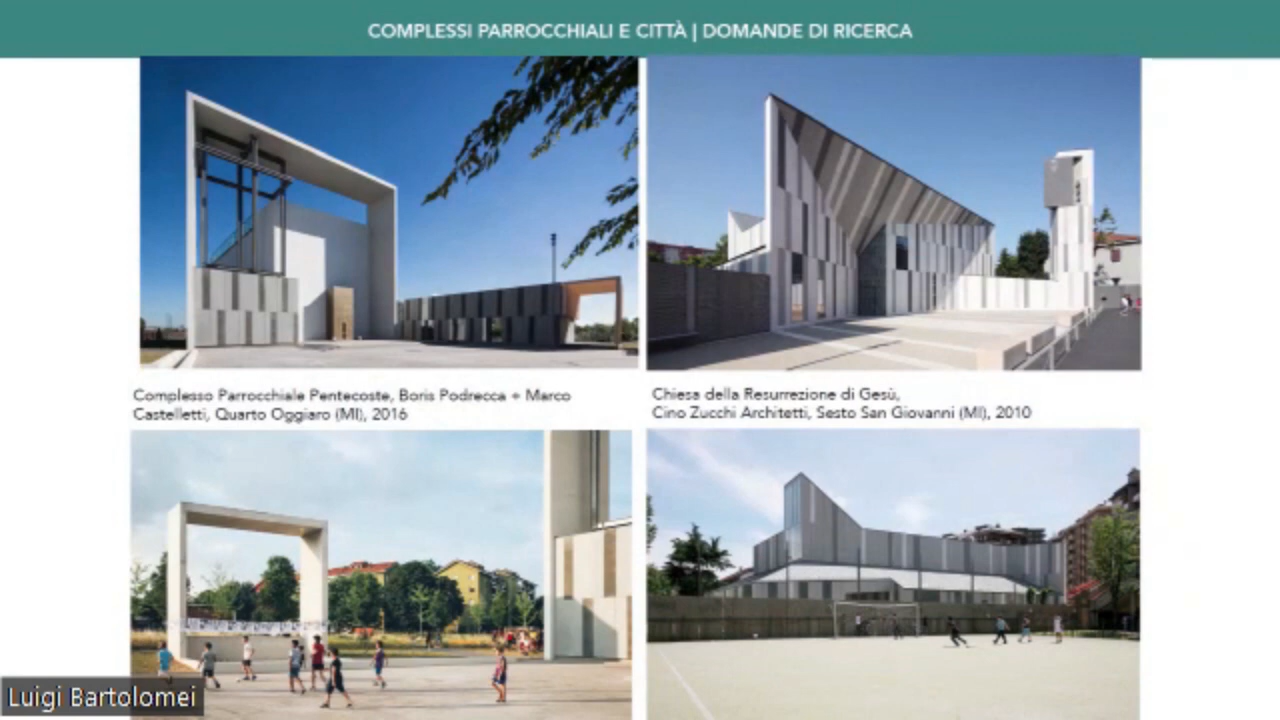 COMPLESSI PARROCCHIALI E CITTÀ | DOMANDE DI RICERCA
Complesso Parrocchiale Pentecoste, Boris Podrecca + Marco
Castelletti, Quarto Oggiaro (MI), 2016
Chiesa della Resurrezione di Gesù,
Cino Zucchi Architetti, Sesto San Giovanni (MI), 2010
Luigi Bartolomei